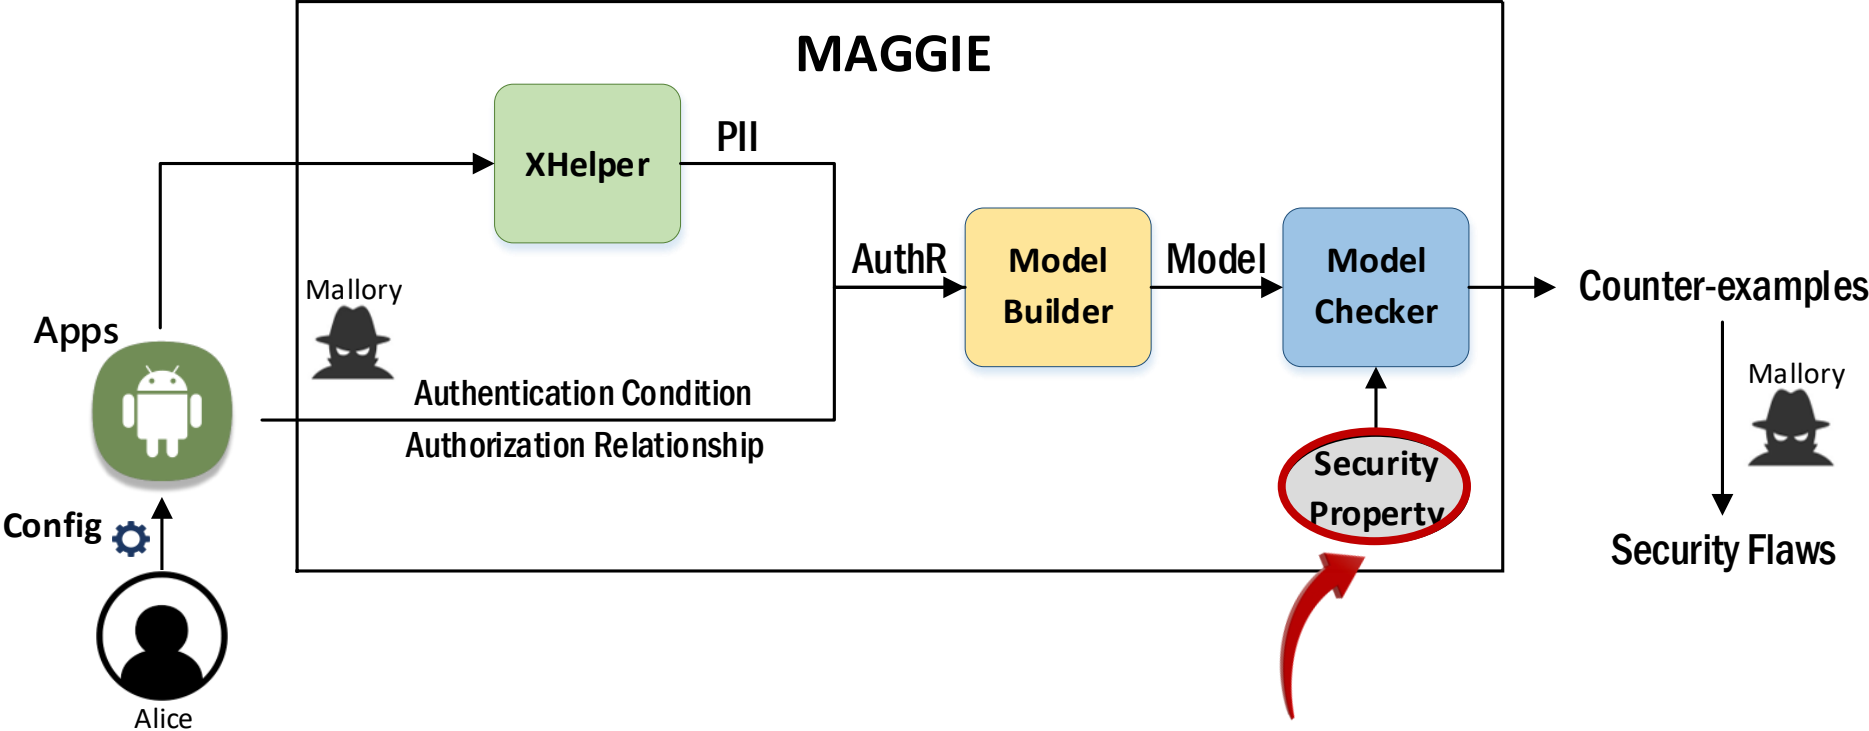 MAGGIE
XHelper
PII
Mallory
Apps
AuthR
Model
Builder
Model
Model
Checker
Counter-examples
Authentication Condition
Authorization Relationship
Mallory
Security
Property
Config
Security Flaws
Alice